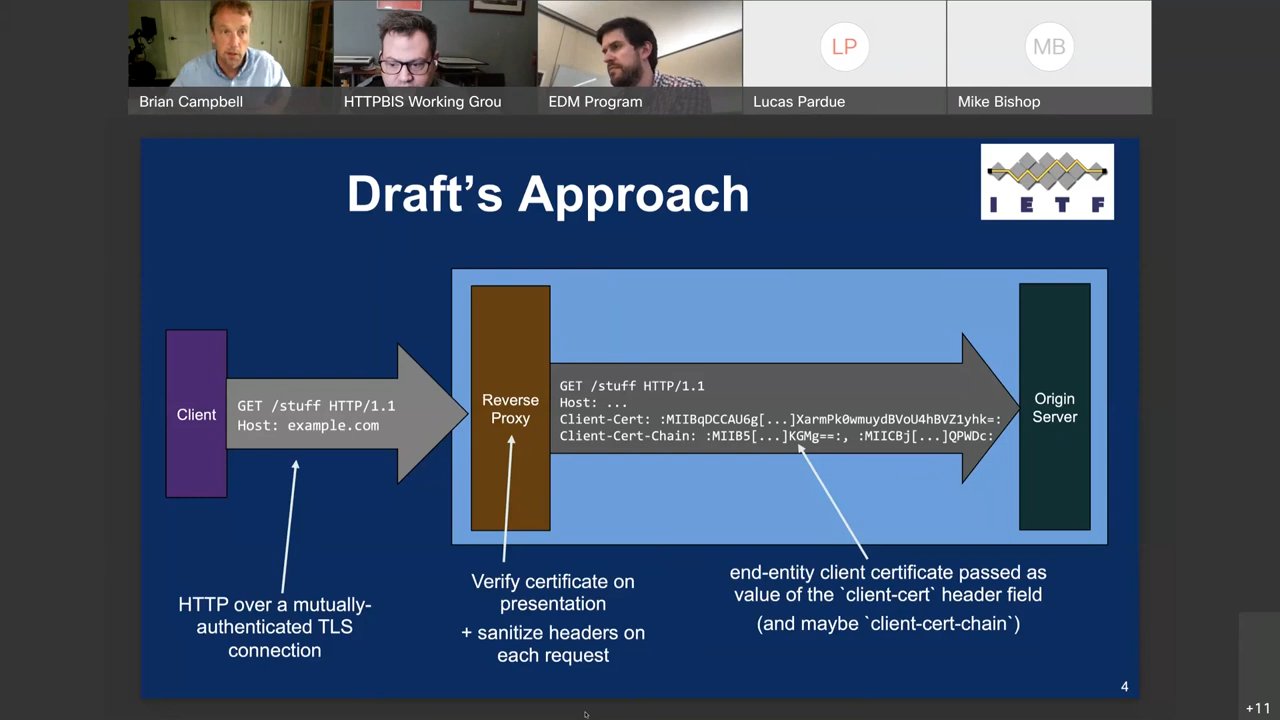 Brian Campbell
HTTPBIS Working Grou
EDM Program
LP
Lucas Pardue
MB
Mike Bishop
Draft's Approach
I E T F
Client
GET /stuff HTTP/1.1
Host: example.com
Reverse
Proxy
GET /stuff HTTP/1.1
Host: ...
Client-Cert: :MIIBqDCCAU6g[...]XarmPk0wmuydBVoU4hBVZ1yhk=:
Client-Cert-Chain: :MIIB5[...]KGMg==:, :MIICBj[...]QPWDc:
Origin
Server
HTTP over a mutually-
authenticated TLS
connection
Verify certificate on
presentation
+ sanitize headers on
each request
end-entity client certificate passed as
value of the `client-cert` header field
(and maybe `client-cert-chain`)
4
+11